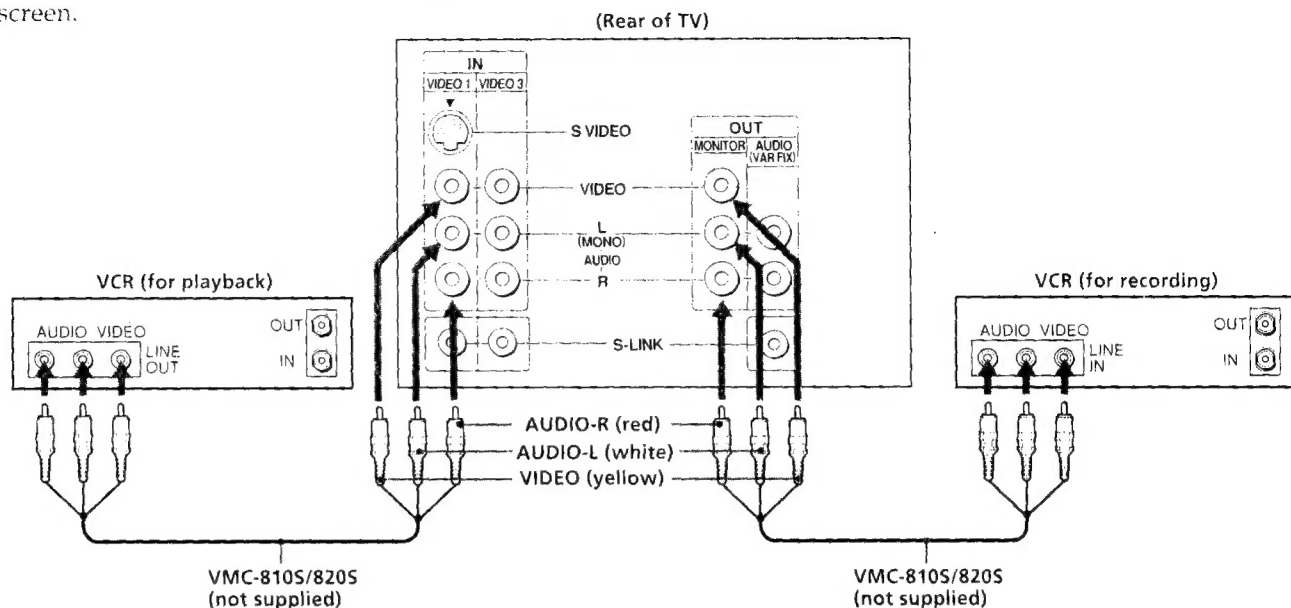 screen.
(Rear of TV)
IN
VIDEO 1 VIDEO 3
S VIDEO
OUT
MONITOR AUDIO
(VAR FIX)
VIDEO
L
(MONO)
AUDIO
R
S-LINK
VCR (for playback)
AUDIO VIDEO
LINE
OUT
OUT
IN
VCR (for recording)
AUDIO VIDEO
LINE
IN
OUT
IN
AUDIO-R (red)
AUDIO-L (white)
VIDEO (yellow)
VMC-810S/820S
(not supplied)
VMC-810S/820S
(not supplied)